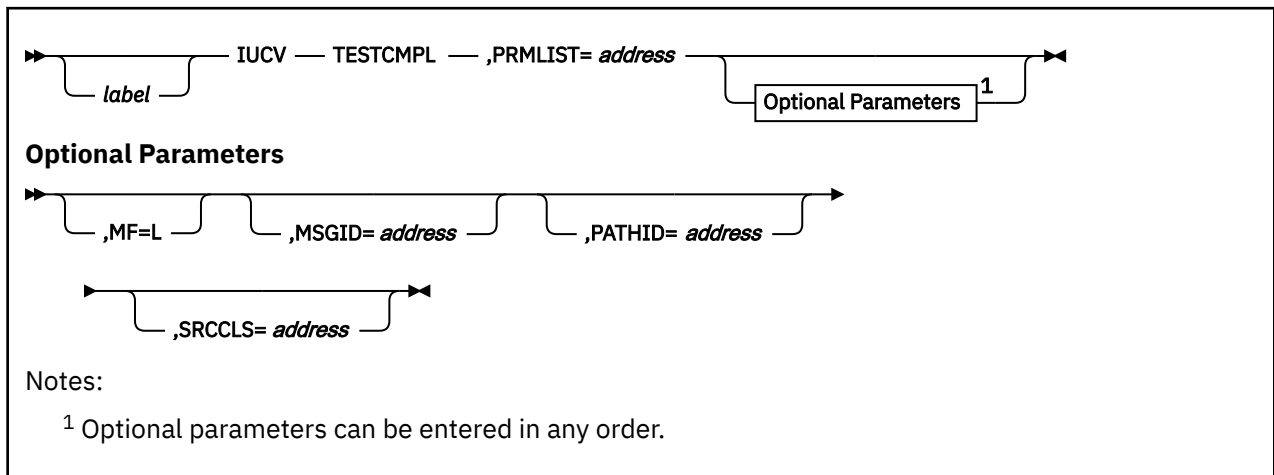 IUCV TESTCMPL ,PRMLIST= address
label
Optional Parameters 1
Optional Parameters
,MF=L ,MSGID= address ,PATHID= address
,SRCCLS= address
Notes:
1 Optional parameters can be entered in any order.